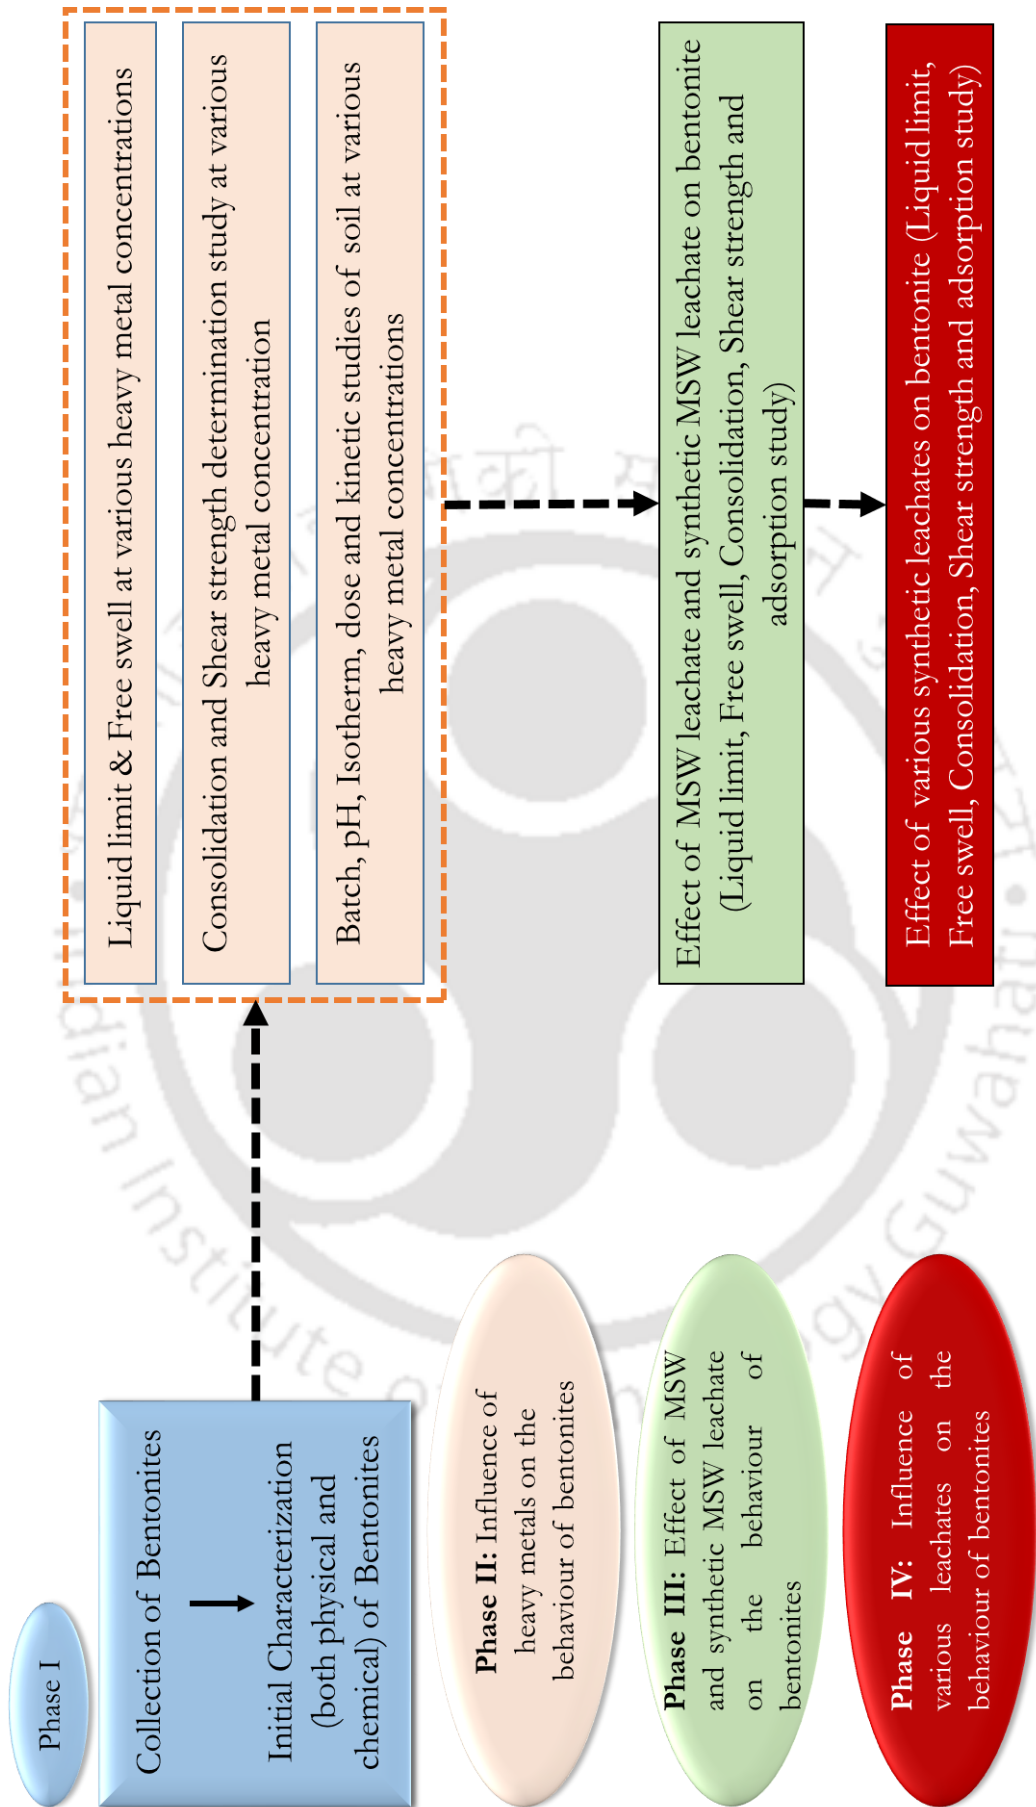 Phase I
Collection of Bentonites
Initial Characterization
(both physical and
chemical) of Bentonites
Liquid limit & Free swell at various heavy metal concentrations
Consolidation and Shear strength determination study at various
heavy metal concentration
Batch, pH, Isotherm, dose and kinetic studies of soil at various
heavy metal concentrations
Phase II: Influence of
heavy metals on the
behaviour of bentonites
Phase III: Effect of MSW
and synthetic MSW leachate
on the behaviour of
bentonites
Effect of MSW leachate and synthetic MSW leachate on bentonite
(Liquid limit, Free swell, Consolidation, Shear strength and
adsorption study)
Phase IV: Influence of
various leachates on the
behaviour of bentonites
Effect of various synthetic leachates on bentonite (Liquid limit,
Free swell, Consolidation, Shear strength and adsorption study)
Indian Institute of Guwahati